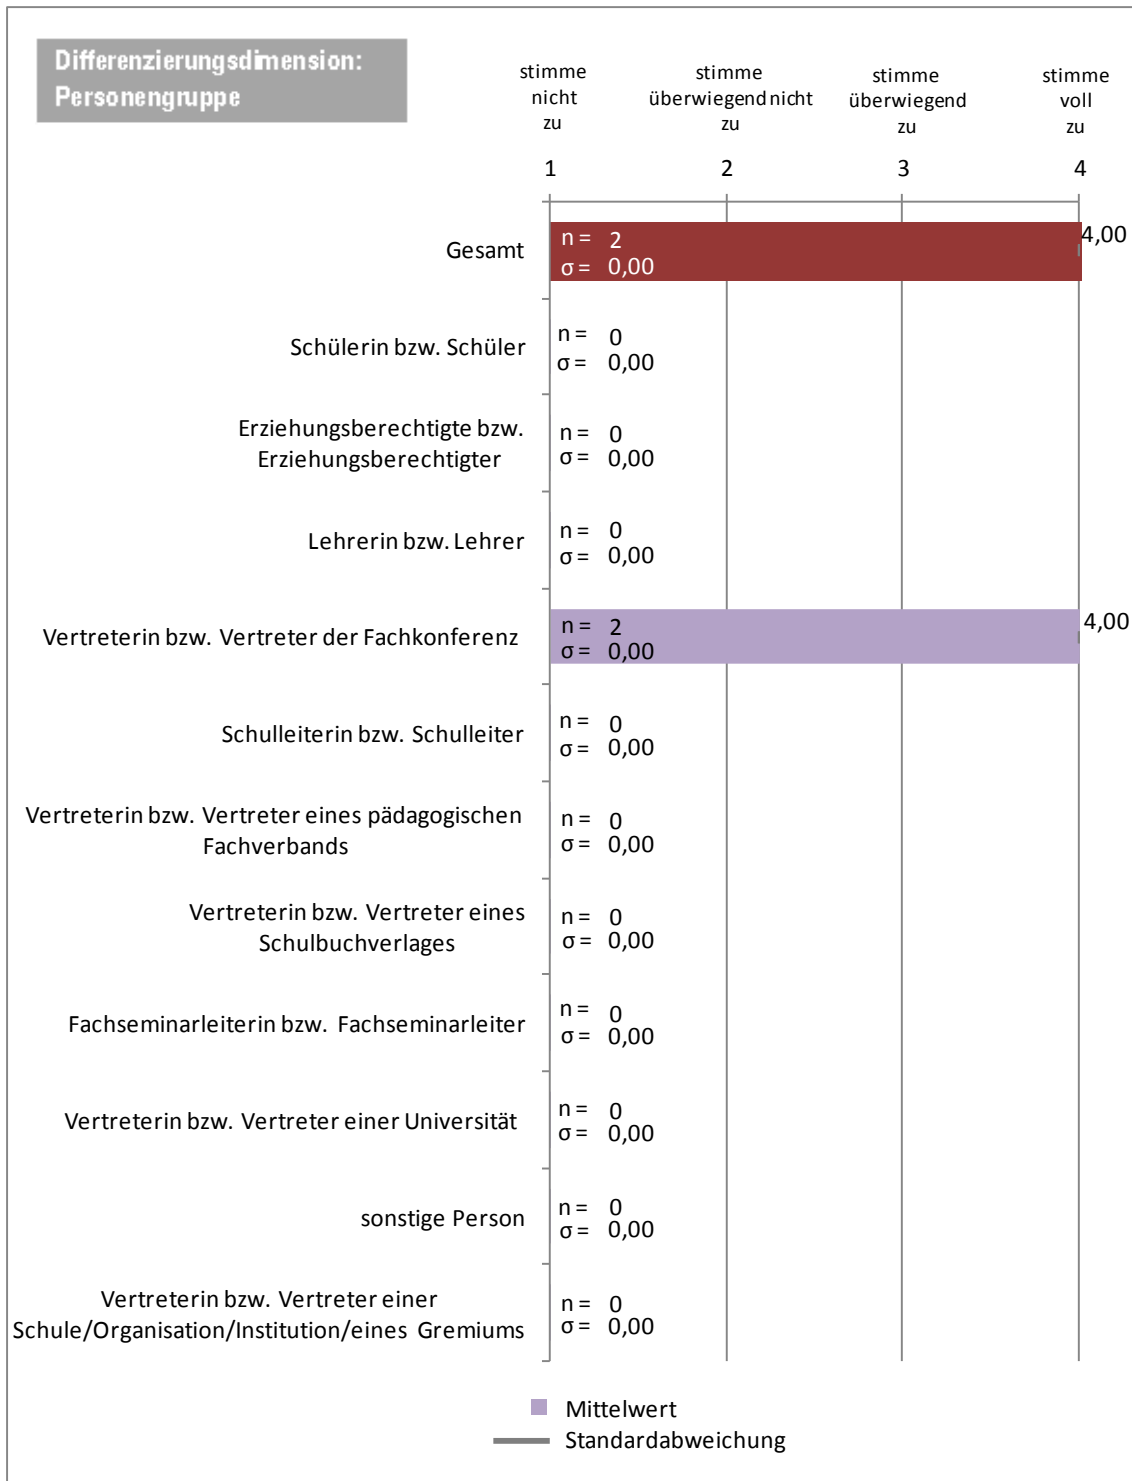 Differenzierungsdimension:
Personengruppe
stimme
nicht
zu
stimme
überwiegend nicht
zu
stimme
überwiegend
zu
stimme
voll
zu
1 2 3 4
Gesamt
n = 2
σ = 0,00
4,00
Schülerin bzw. Schüler
n = 0
σ = 0,00
Erziehungsberechtigte bzw.
Erziehungsberechtigter
n = 0
σ = 0,00
Lehrerin bzw. Lehrer
n = 0
σ = 0,00
Vertreterin bzw. Vertreter der Fachkonferenz
n = 2
σ = 0,00
4,00
Schulleiterin bzw. Schulleiter
n = 0
σ = 0,00
Vertreterin bzw. Vertreter eines pädagogischen
Fachverbands
n = 0
σ = 0,00
Vertreterin bzw. Vertreter eines
Schulbuchverlages
n = 0
σ = 0,00
Fachseminarleiterin bzw. Fachseminarleiter
n = 0
σ = 0,00
Vertreterin bzw. Vertreter einer Universität
n = 0
σ = 0,00
sonstige Person
n = 0
σ = 0,00
Vertreterin bzw. Vertreter einer
Schule/Organisation/Institution/eines Gremiums
n = 0
σ = 0,00
Mittelwert
Standardabweichung